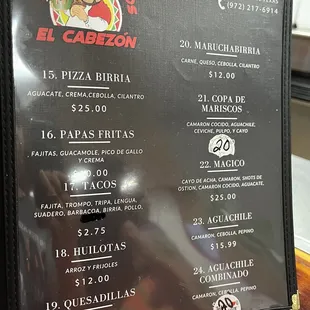 EL CABEZÓN
(972) 217-6914
15. PIZZA BIRRIA
AGUACATE, CREMA,CEBOLLA, CILANTRO
$25.00
16. PAPAS FRITAS
FAJITAS, GUACAMOLE, PICO DE GALLO
Y CREMA
0.00
17. TACOS
FAJITA, TROMPO, TRIPA, LENGUA,
SUADERO, BARBACOA, BIRRIA, POLLO,
$2.75
18. HUILOTAS
ARROZ Y FRIJOLES
$12.00
19. QUESADILLAS
20. MARUCHABIRRIA
CARNE, QUESO, CEBOLLA, CILANTRO
$12.00
21. COPA DE
MARISCOS
CAMARON COCIDO, AGUACHILE,
CEVICHE, PULPO, Y CAYO
20
22. MAGICO
CAYO DE ACHA, CAMARON, SHOTS DE
OSTION, CAMARON COCIDO, AGUACATE,
$25.00
23. AGUACHILE
CAMARON, CEBOLLA, PEPINO
$15.99
24. AGUACHILE
COMBINADO
CAMARON, CEBOLLA, PEPINO
20